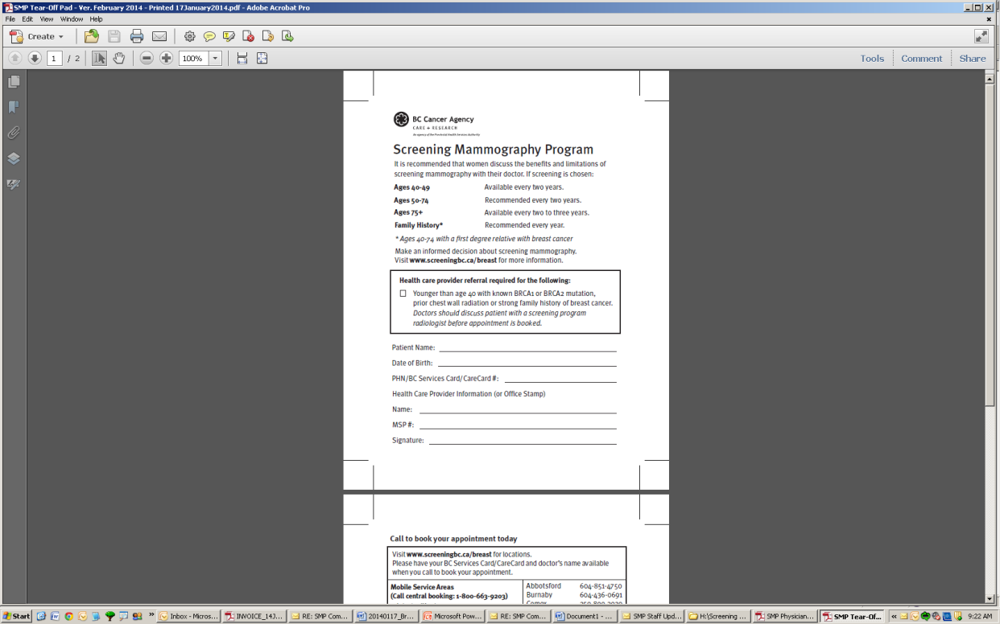 SMP Tear-Off Pad - Ver. February 2014 - Printed 17January2014.pdf - Adobe Acrobat Pro
File Edit View Window Help
Create
1 / 2
100%
Tools Comment Share
BC Cancer Agency
CARE + RESEARCH
An agency of the Provincial Health Services Authority
Screening Mammography Program
It is recommended that women discuss the benefits and limitations of
screening mammography with their doctor. If screening is chosen:
Ages 40-49 Available every two years.
Ages 50-74 Recommended every two years.
Ages 75+ Available every two to three years.
Family History* Recommended every year.
* Ages 40-74 with a first degree relative with breast cancer
Make an informed decision about screening mammography.
Visit www.screeningbc.ca/breast for more information.
Health care provider referral required for the following:
Younger than age 40 with known BRCA1 or BRCA2 mutation,
prior chest wall radiation or strong family history of breast cancer.
Doctors should discuss patient with a screening program
radiologist before appointment is booked.
Patient Name:
Date of Birth:
PHN/BC Services Card/CareCard #:
Health Care Provider Information (or Office Stamp)
Name:
MSP #:
Signature:
Call to book your appointment today
Visit www.screeningbc.ca/breast for locations.
Please have your BC Services Card/CareCard and doctor's name available
when you call to book your appointment.
Mobile Service Areas
(Call central booking: 1-800-663-9203)
Abbotsford 604-851-4750
Burnaby 604-436-0691
Start
Inbox - Micros...
INVOICE_14J...
RE: SMP Com...
20140117_Br...
Microsoft Pow...
RE: SMP Com...
Document1 - ...
SMP Staff Upd...
H:\Screening ...
SMP Physician...
SMP Tear-Of...
9:22 AM